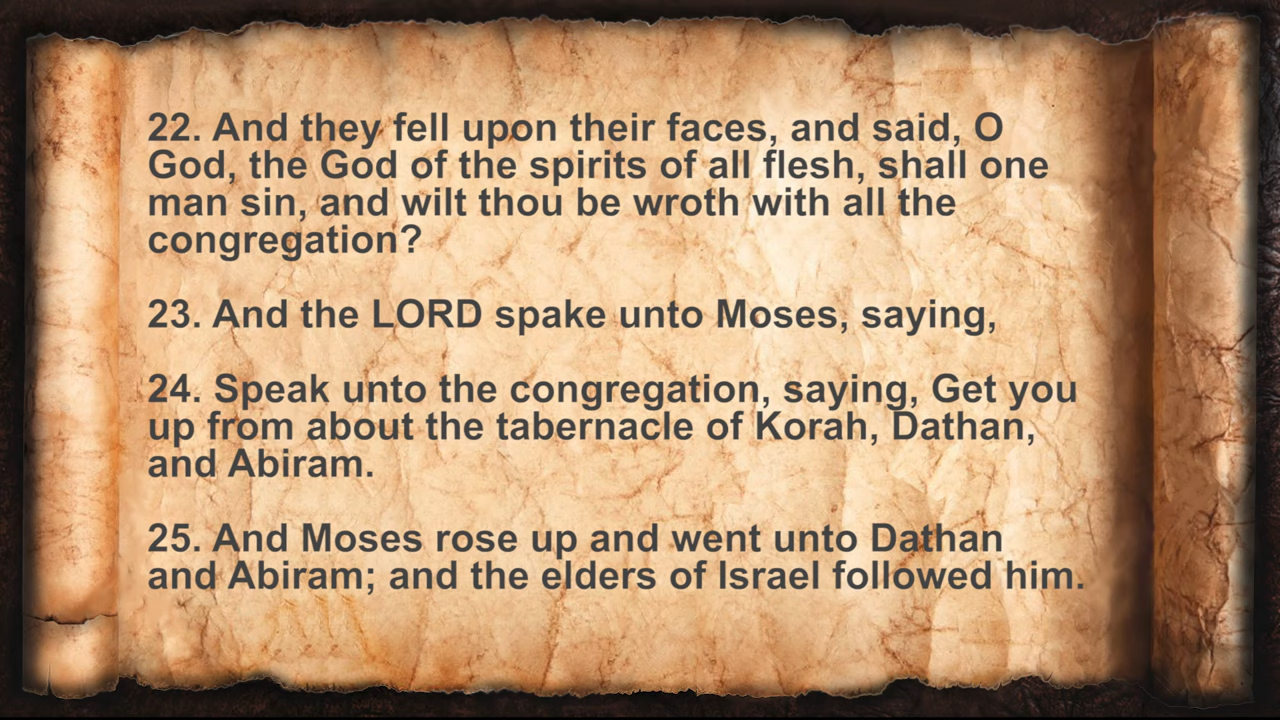 22. And they fell upon their faces, and said, O
God, the God of the spirits of all flesh, shall one
man sin, and wilt thou be wroth with all the
congregation?
23. And the LORD spake unto Moses, saying,
24. Speak unto the congregation, saying, Get you
up from about the tabernacle of Korah, Dathan,
and Abiram.
25. And Moses rose up and went unto Dathan
and Abiram; and the elders of Israel followed him.